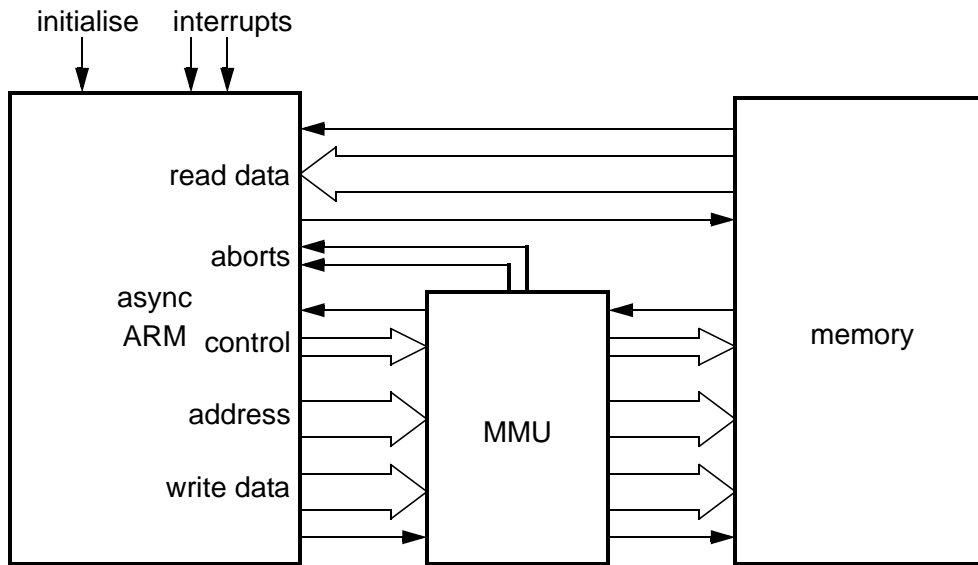 initialise interrupts
read data
aborts
async
ARM
control
memory
address
MMU
write data